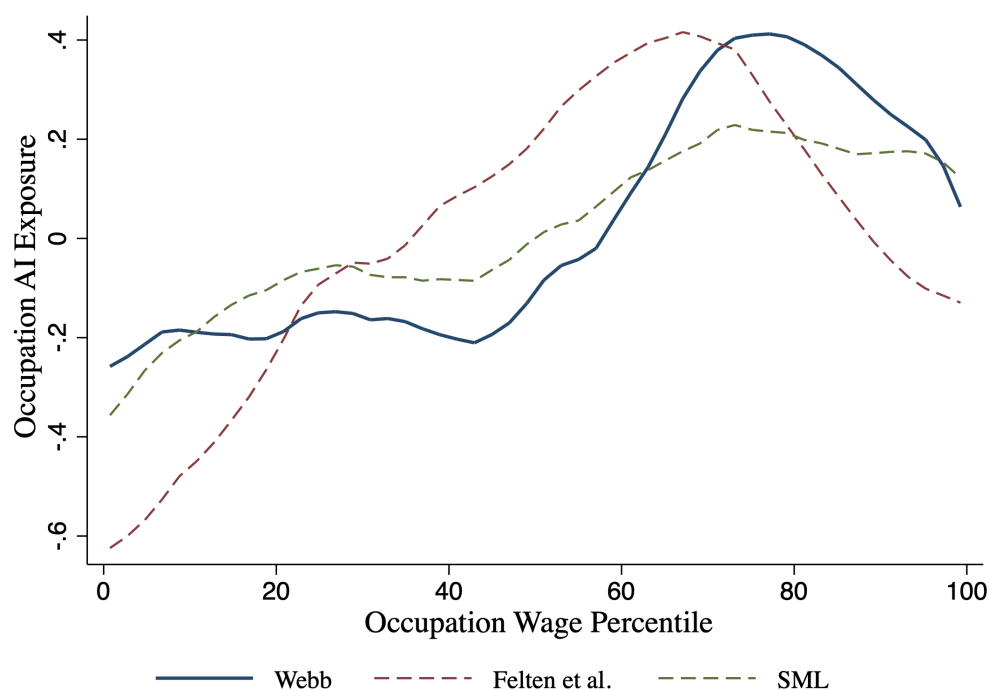 .4
.2
0
-.2
-.4
-.6
Occupation AI Exposure
0 20 40 60 80 100
Occupation Wage Percentile
Webb Felten et al. SML